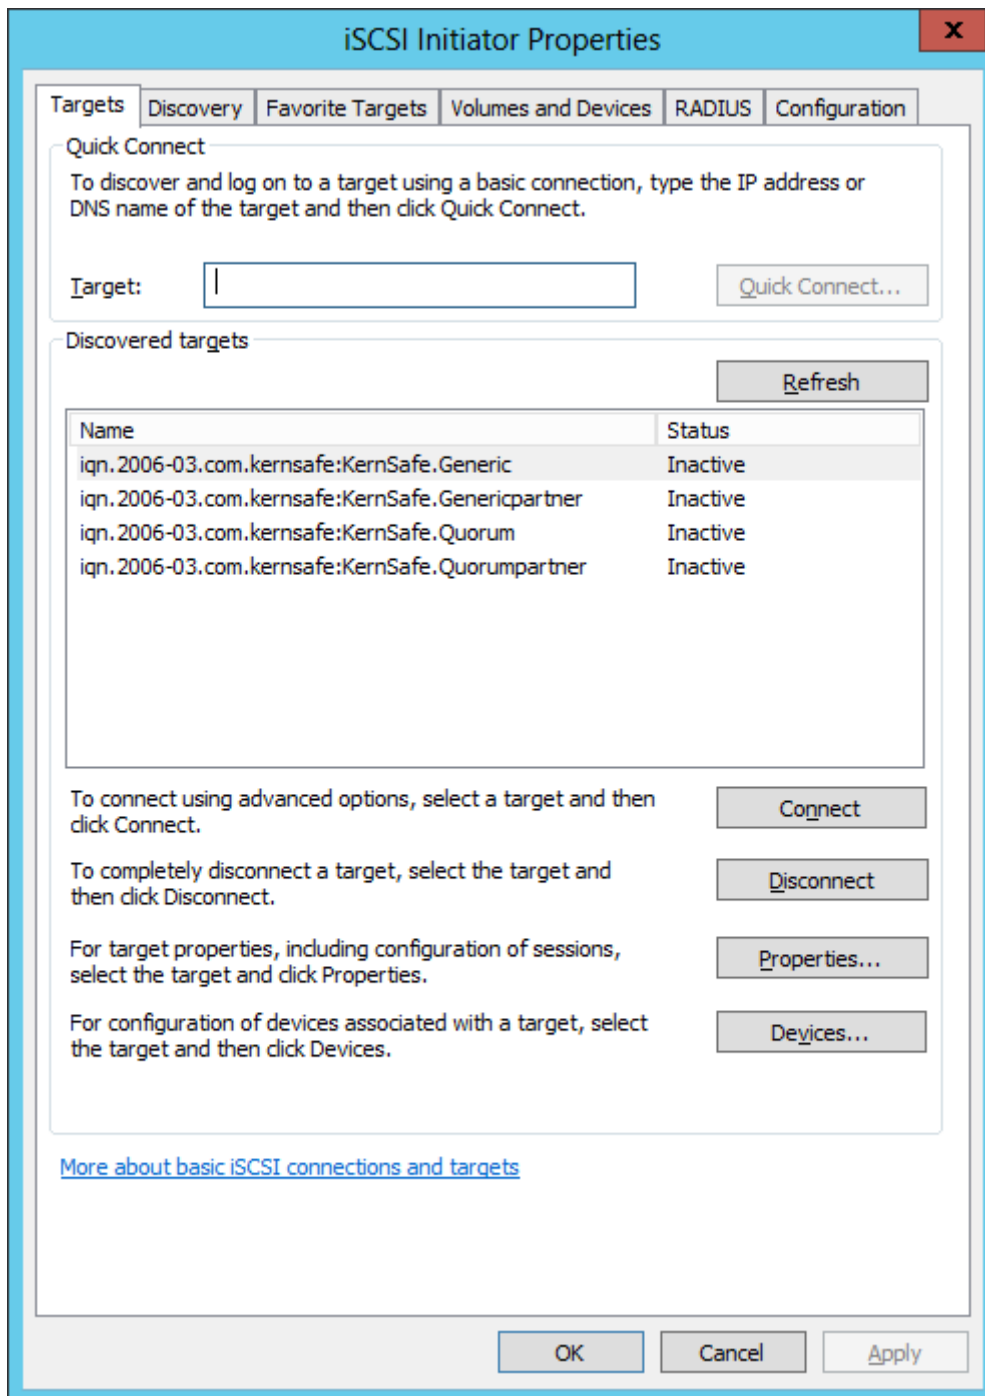 iSCSI Initiator Properties
x
Targets Discovery Favorite Targets Volumes and Devices RADIUS Configuration
Quick Connect
To discover and log on to a target using a basic connection, type the IP address or
DNS name of the target and then click Quick Connect.
Target: Quick Connect...
Discovered targets
Refresh
Name Status
iqn.2006-03.com.kernsafe:KernSafe.Generic Inactive
iqn.2006-03.com.kernsafe:KernSafe.Genericpartner Inactive
iqn.2006-03.com.kernsafe:KernSafe.Quorum Inactive
iqn.2006-03.com.kernsafe:KernSafe.Quorumpartner Inactive
To connect using advanced options, select a target and then
click Connect.
Connect
To completely disconnect a target, select the target and
then click Disconnect.
Disconnect
For target properties, including configuration of sessions,
select the target and click Properties.
Properties...
For configuration of devices associated with a target, select
the target and then click Devices.
Devices...
More about basic iSCSI connections and targets
OK Cancel Apply